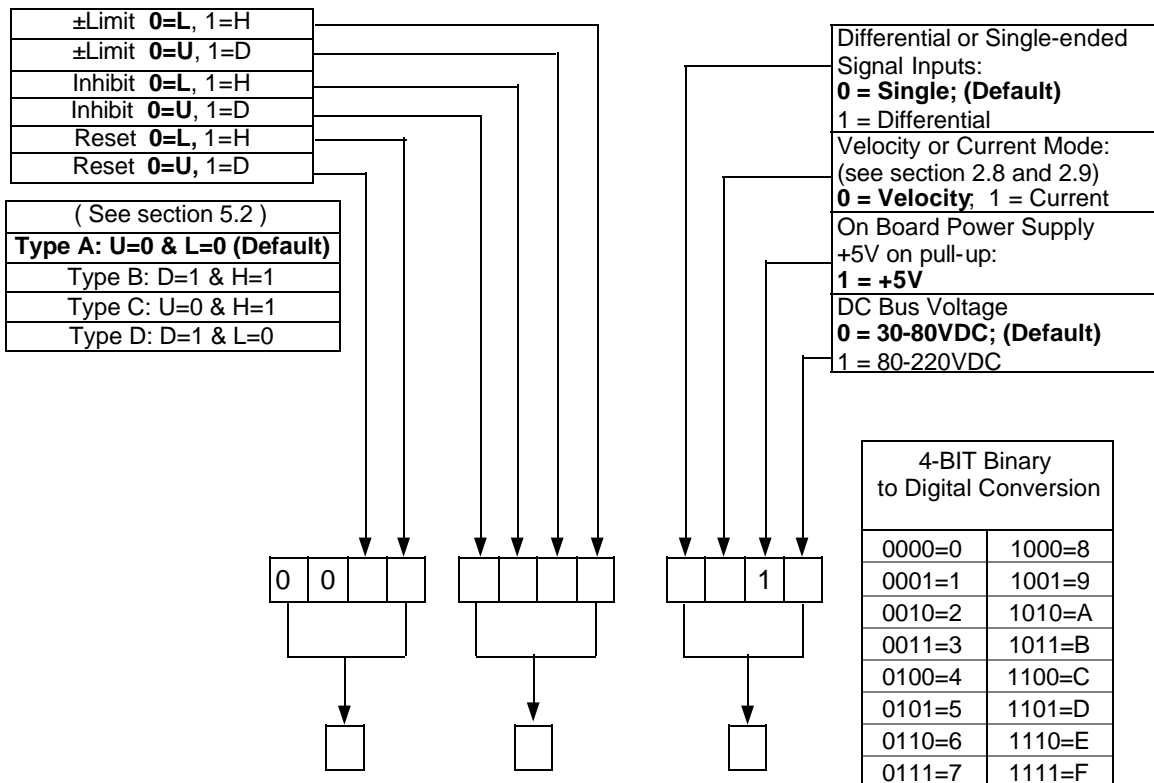 ±Limit 0=L, 1=H
±Limit 0=U, 1=D
Inhibit 0=L, 1=H
Inhibit 0=U, 1=D
Reset 0=L, 1=H
Reset 0=U, 1=D
( See section 5.2 )
Type A: U=0 & L=0 (Default)
Type B: D=1 & H=1
Type C: U=0 & H=1
Type D: D=1 & L=0
Differential or Single-ended
Signal Inputs:
0 = Single; (Default)
1 = Differential
Velocity or Current Mode:
(see section 2.8 and 2.9)
0 = Velocity; 1 = Current
On Board Power Supply
+5V on pull-up:
1 = +5V
DC Bus Voltage
0 = 30-80VDC; (Default)
1 = 80-220VDC
0 0
1
4-BIT Binary
to Digital Conversion
0000=0 1000=8
0001=1 1001=9
0010=2 1010=A
0011=3 1011=B
0100=4 1100=C
0101=5 1101=D
0110=6 1110=E
0111=7 1111=F